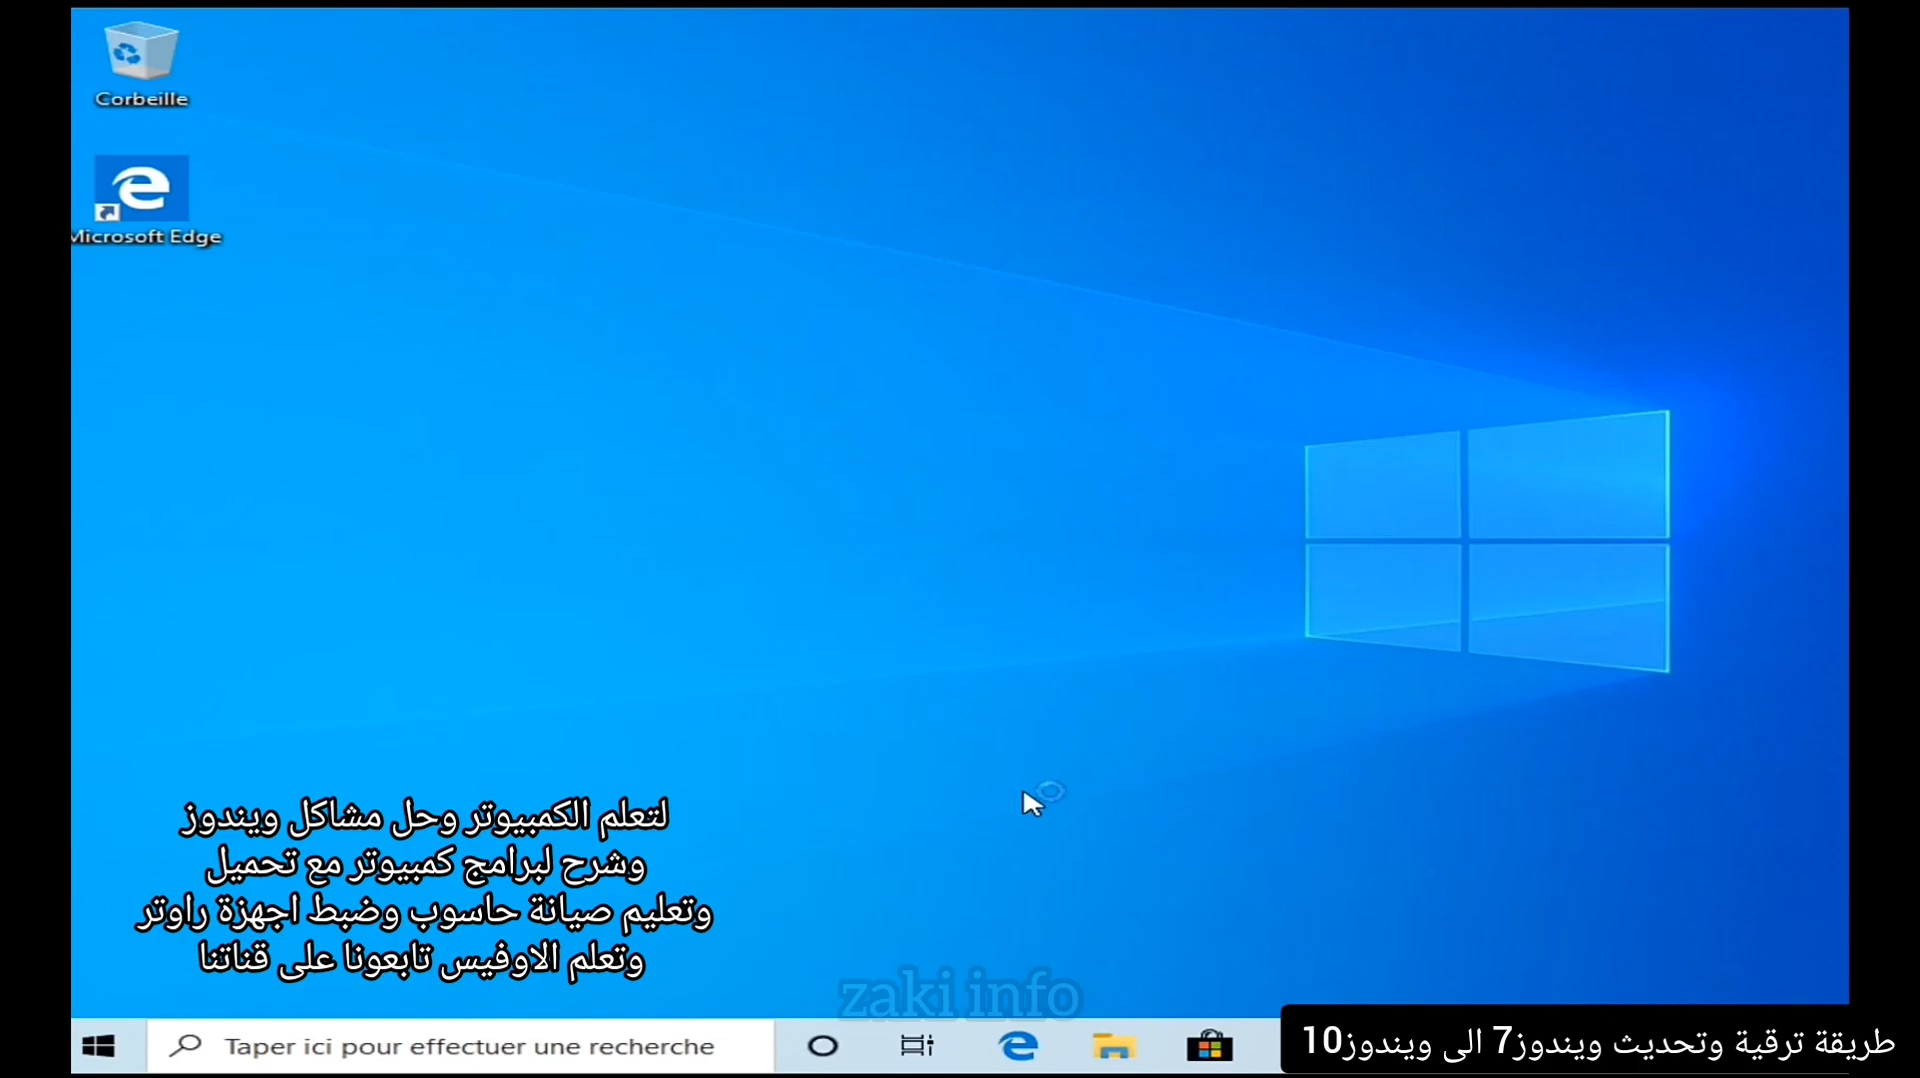 Corbeille
Microsoft Edge
لتعلم الكمبيوتر وحل مشاكل ويندوز
وشرح لبرامج كمبيوتر مع تحميل
وتعليم صيانة حاسوب وضبط اجهزة راوتر
وتعلم الاوفيس تابعونا على قناتنا
zaki info
Taper ici pour effectuer une recherche
طريقة ترقية وتحديث ويندوز7 الى ويندوز10